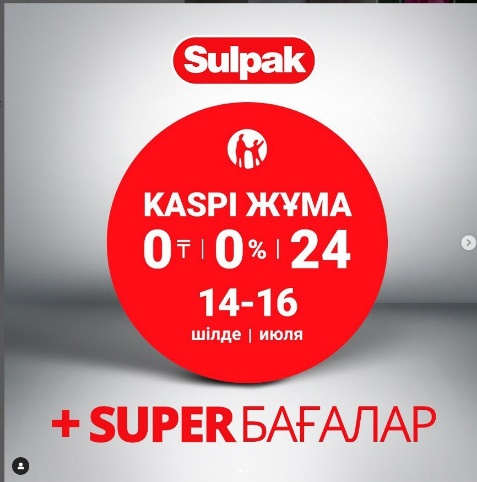 Sulpak
KASPI ЖҰМА
0₸ | 0% | 24
14-16
шілде | июля
+ SUPER БАҒАЛАР